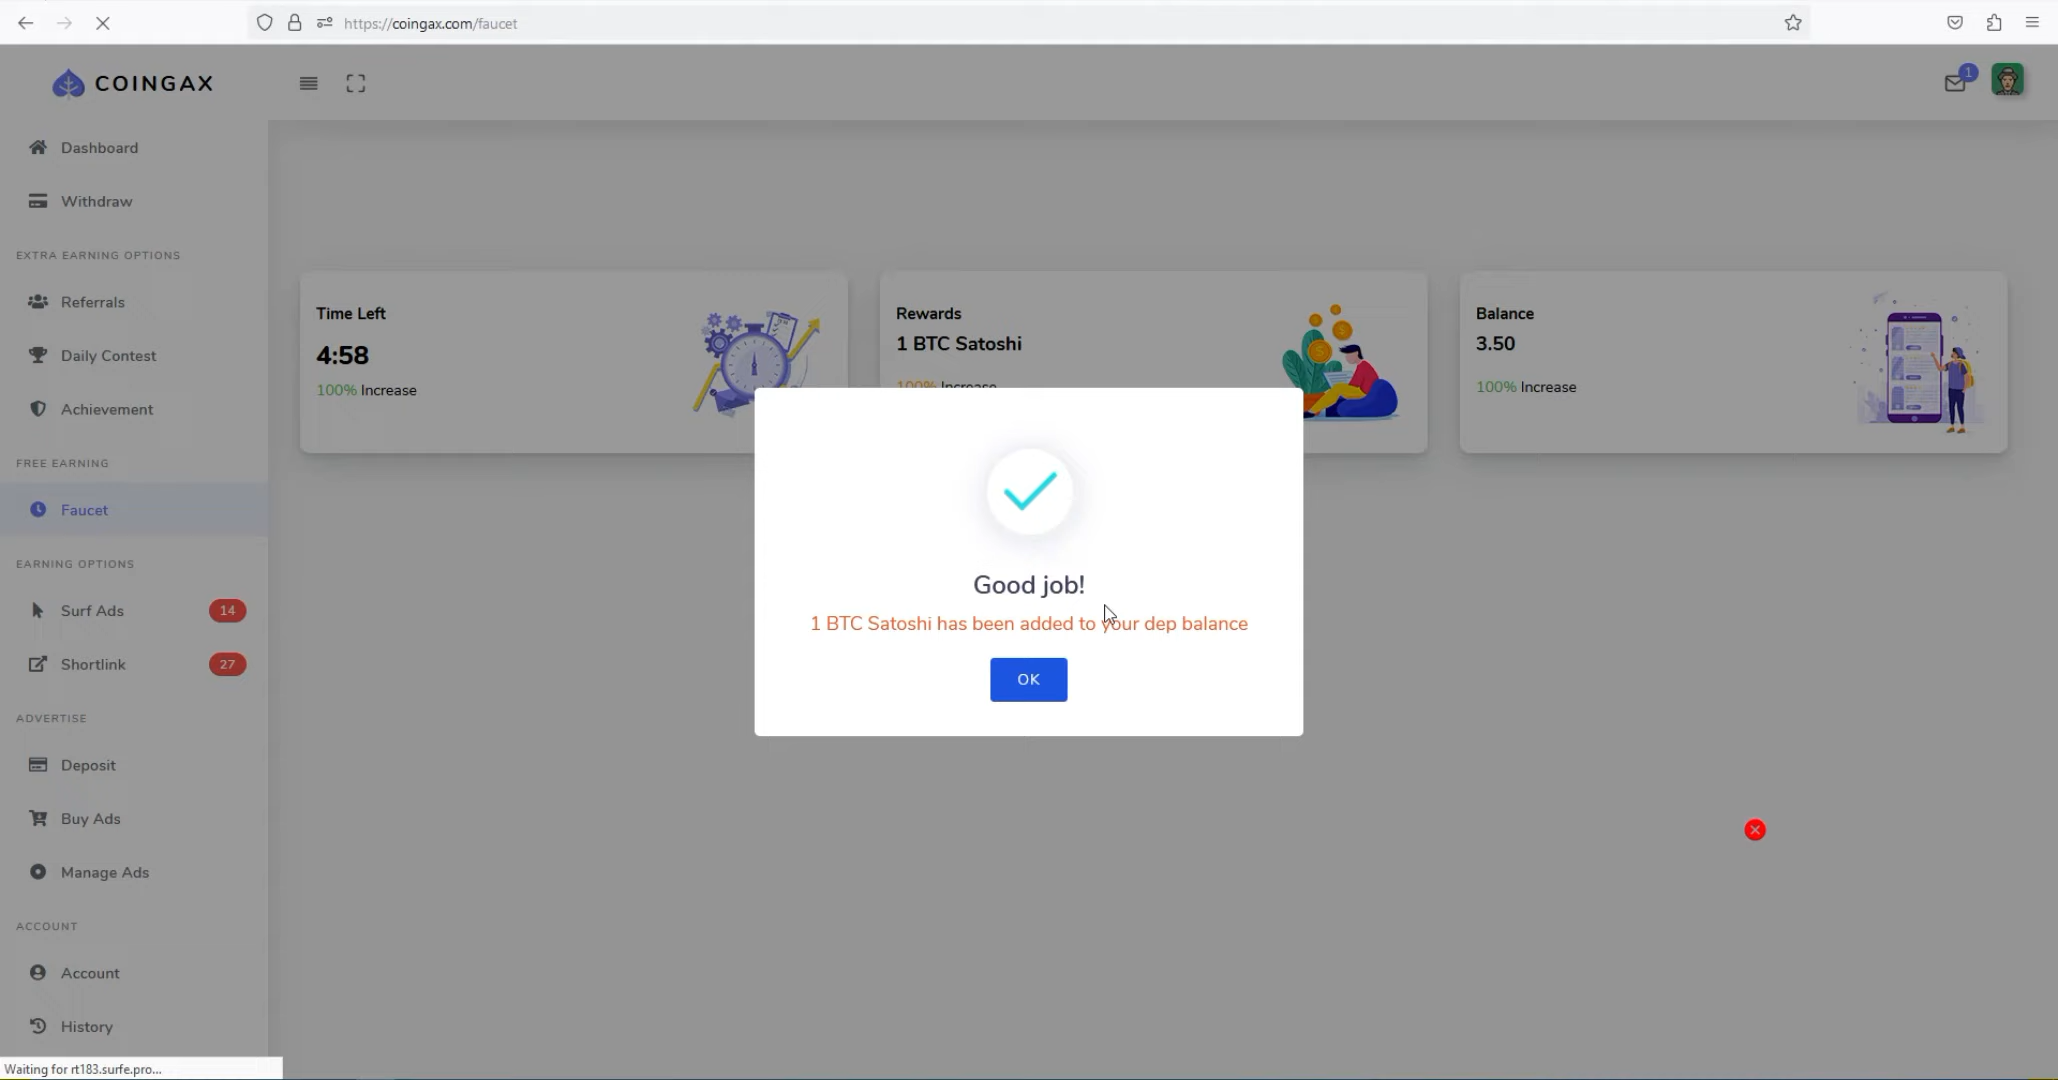 https://coingax.com/faucet
COINGAX
1
Dashboard
Withdraw
EXTRA EARNING OPTIONS
Referrals
Daily Contest
Achievement
FREE EARNING
Faucet
EARNING OPTIONS
Surf Ads 14
Shortlink 27
ADVERTISE
Deposit
Buy Ads
Manage Ads
ACCOUNT
Account
History
Time Left
4:58
100% Increase
Rewards
1 BTC Satoshi
100% Increase
Balance
3.50
100% Increase
Good job!
1 BTC Satoshi has been added to your dep balance
OK
Waiting for rt183.surfe.pro...